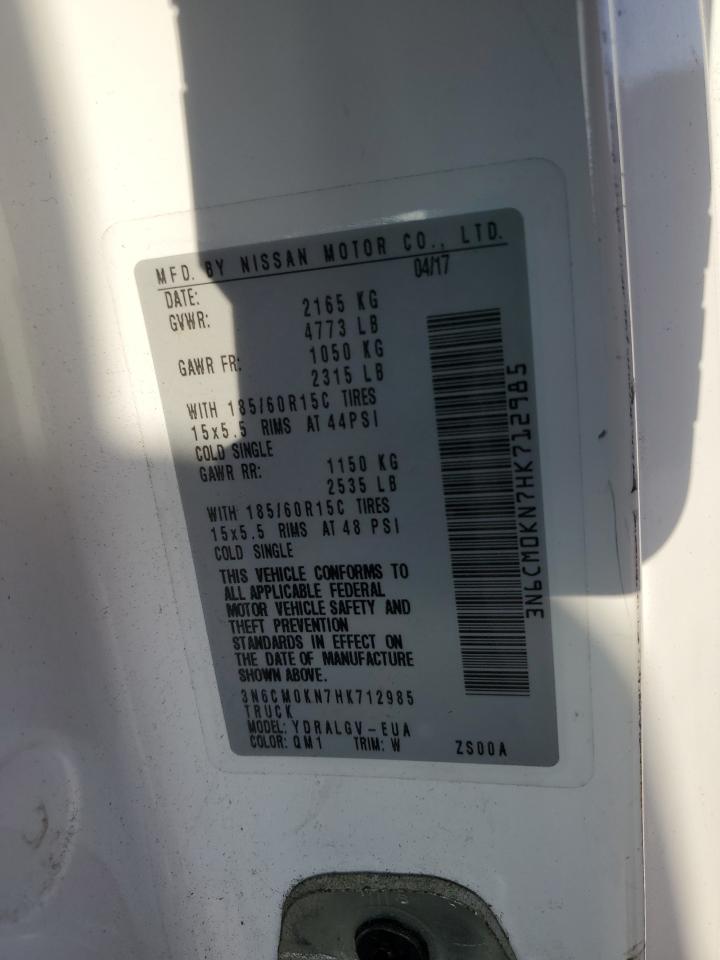 MFD. BY NISSAN MOTOR CO., LTD.
DATE: 04/17
GVWR: 2165 KG
4773 LB
GAWR FR: 1050 KG
2315 LB
WITH 185/60R15C TIRES
15x5.5 RIMS AT 44PSI
COLD SINGLE
GAWR RR: 1150 KG
2535 LB
WITH 185/60R15C TIRES
15x5.5 RIMS AT 48 PSI
COLD SINGLE
THIS VEHICLE CONFORMS TO
ALL APPLICABLE FEDERAL
MOTOR VEHICLE SAFETY AND
THEFT PREVENTION
STANDARDS IN EFFECT ON
THE DATE OF MANUFACTURE
SHOWN ABOVE.
3N6CM0KN7HK712985
TRUCK
MODEL: YDRALGV-EUA
COLOR: QM1 TRIM: W ZS00A
3N6CM0KN7HK712985